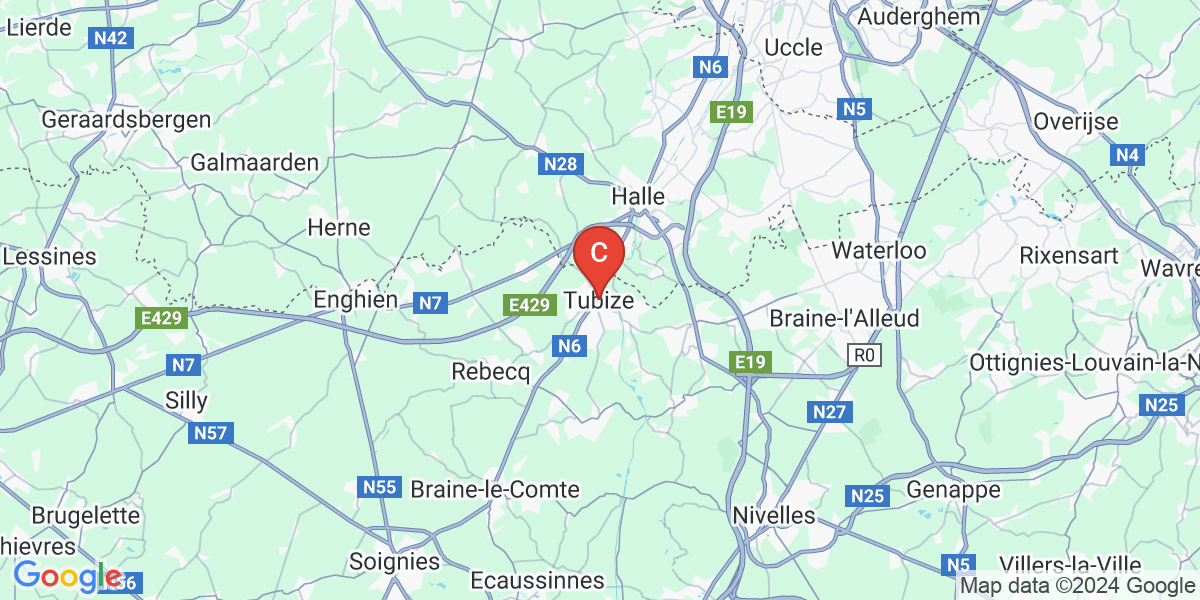 Auderghem
Lierde
N42
Uccle
N6
N5
E19
Geraardsbergen
Overijse
N4
Galmaarden
N28
Halle
Herne
C
Lessines
Waterloo
Rixensart
Wavre
Enghien
N7
E429
Tubize
E429
Braine-l'Alleud
N6
R0
N7
Rebecq
E19
Ottignies-Louvain-la-N
Silly
N25
N57
N27
N55
Braine-le-Comte
N25
Genappe
Brugelette
Nivelles
hievres
Soignies
N5
Villers-la-Ville
Google
56
Ecaussinnes
Map data ©2024 Google